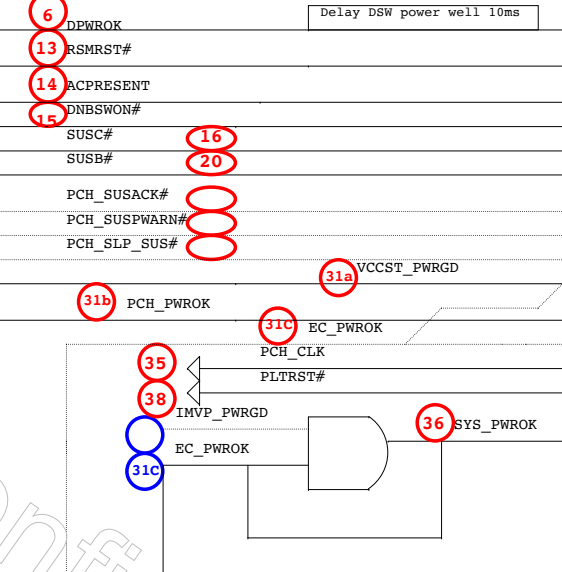 6
Delay DSW power well 10ms
DPWROK
13 RSMRST#
14 ACPRESENT
15 DNBSWON#
SUSC# 16
SUSB# 20
PCH_SUSACK#
PCH_SUSPWARN#
PCH_SLP_SUS#
31a VCCST_PWRGD
31b PCH_PWROK
31C EC_PWROK
35 PCH_CLK
38 PLTRST#
IMVP_PWRGD
36 SYS_PWROK
EC_PWROK
31C